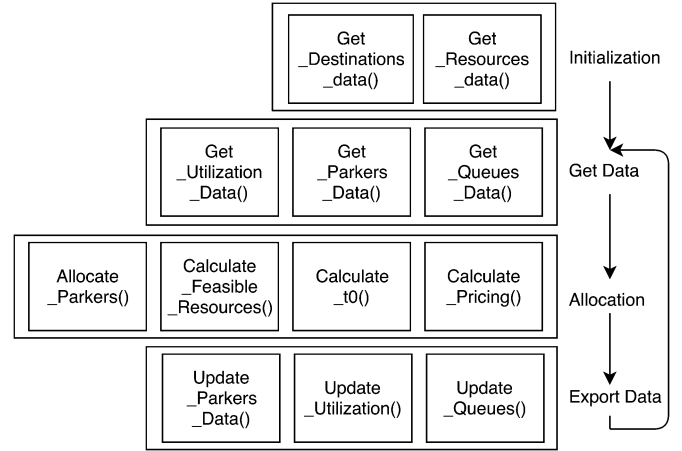 Get
_Destinations
_data()
Get
_Resources
_data()
Initialization
Get
_Utilization
_Data()
Get
_Parkers
_Data()
Get
_Queues
_Data()
Get Data
Allocate
_Parkers()
Calculate
_Feasible
_Resources()
Calculate
_t0()
Calculate
_Pricing()
Allocation
Update
_Parkers
_Data()
Update
_Utilization()
Update
_Queues()
Export Data